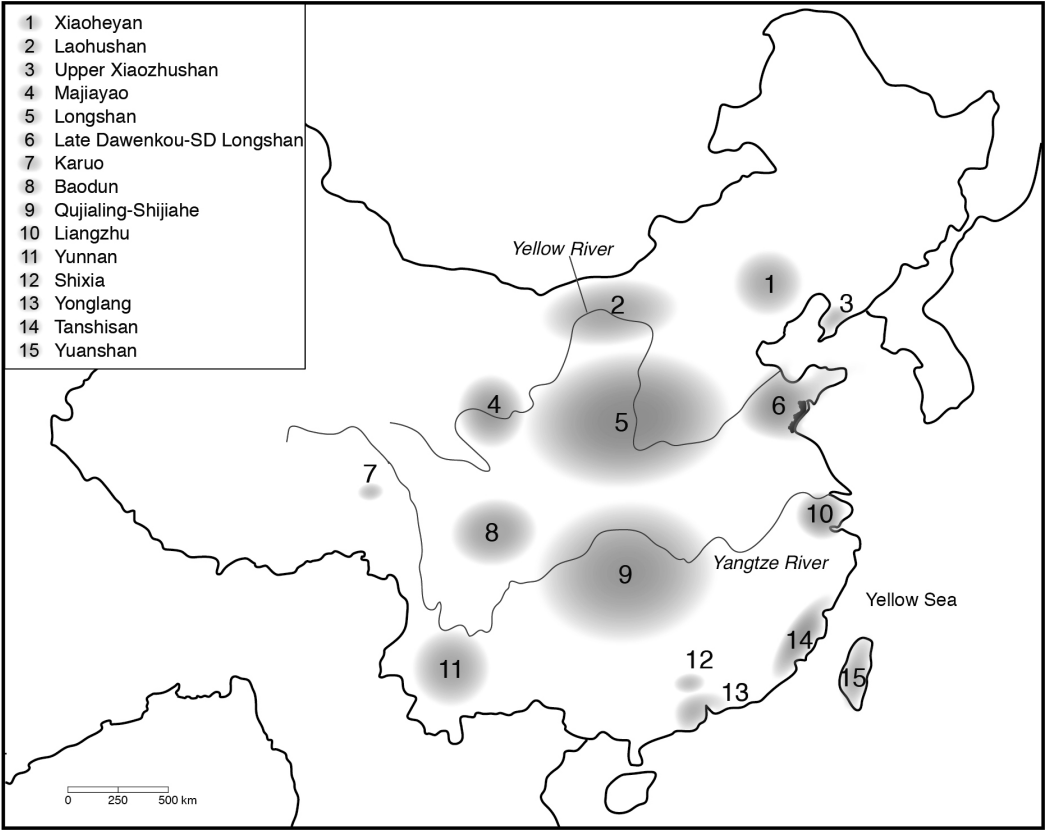 1 Xiaoheyan
2 Laohushan
3 Upper Xiaozhushan
4 Majiayao
5 Longshan
6 Late Dawenkou-SD Longshan
7 Karuo
8 Baodun
9 Qujialing-Shijiahe
10 Liangzhu
11 Yunnan
12 Shixia
13 Yonglang
14 Tanshisan
15 Yuanshan
Yellow River
1
2
3
4
5
6
7
8
9
10
Yangtze River
Yellow Sea
11
12
13
14
15
0 250 500 km